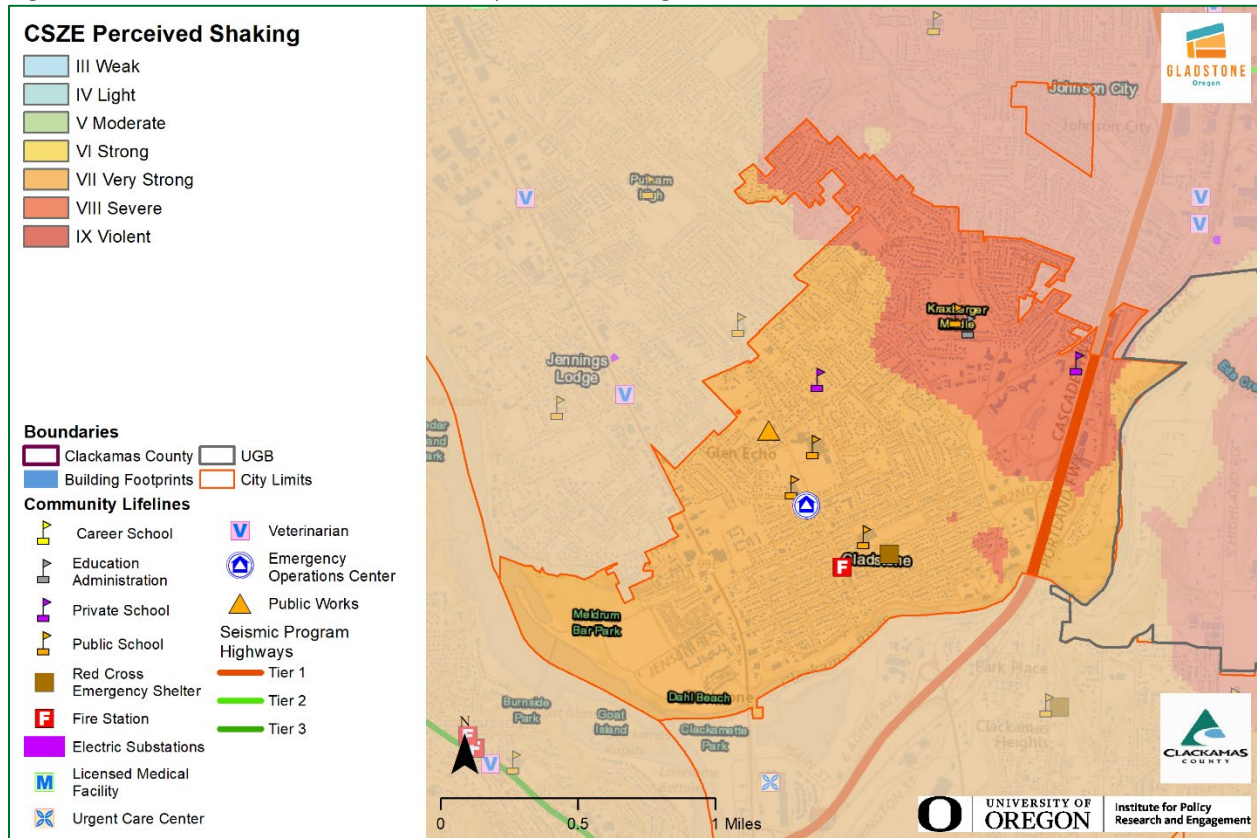 CSZE Perceived Shaking
III Weak
IV Light
V Moderate
VI Strong
VII Very Strong
VIII Severe
IX Violent
Boundaries
Clackamas County
UGB
Building Footprints
City Limits
Community Lifelines
Career School
Education
Administration
Private School
Public School
Red Cross
Emergency Shelter
F
Fire Station
Electric Substations
M
Licensed Medical
Facility
Urgent Care Center
V
Veterinarian
Emergency
Operations Center
Public Works
Seismic Program
Highways
Tier 1
Tier 2
Tier 3
N
0
0.5
1 Miles
GLADSTONE
Oregon
Johnson City
Johnson City
Putnam
High
V
V
V
Kraxberger
Middle
Jennings
Lodge
V
Glen Echo
F
Gladstone
Meldrum
Bar Park
Dahl Beach
Burnside
Park
Goat
Island
Clackamette
Park
Park Place
Clackamas
Heights
F
V
CLACKAMAS
COUNTY
O
UNIVERSITY OF
OREGON
Institute for Policy
Research and Engagement